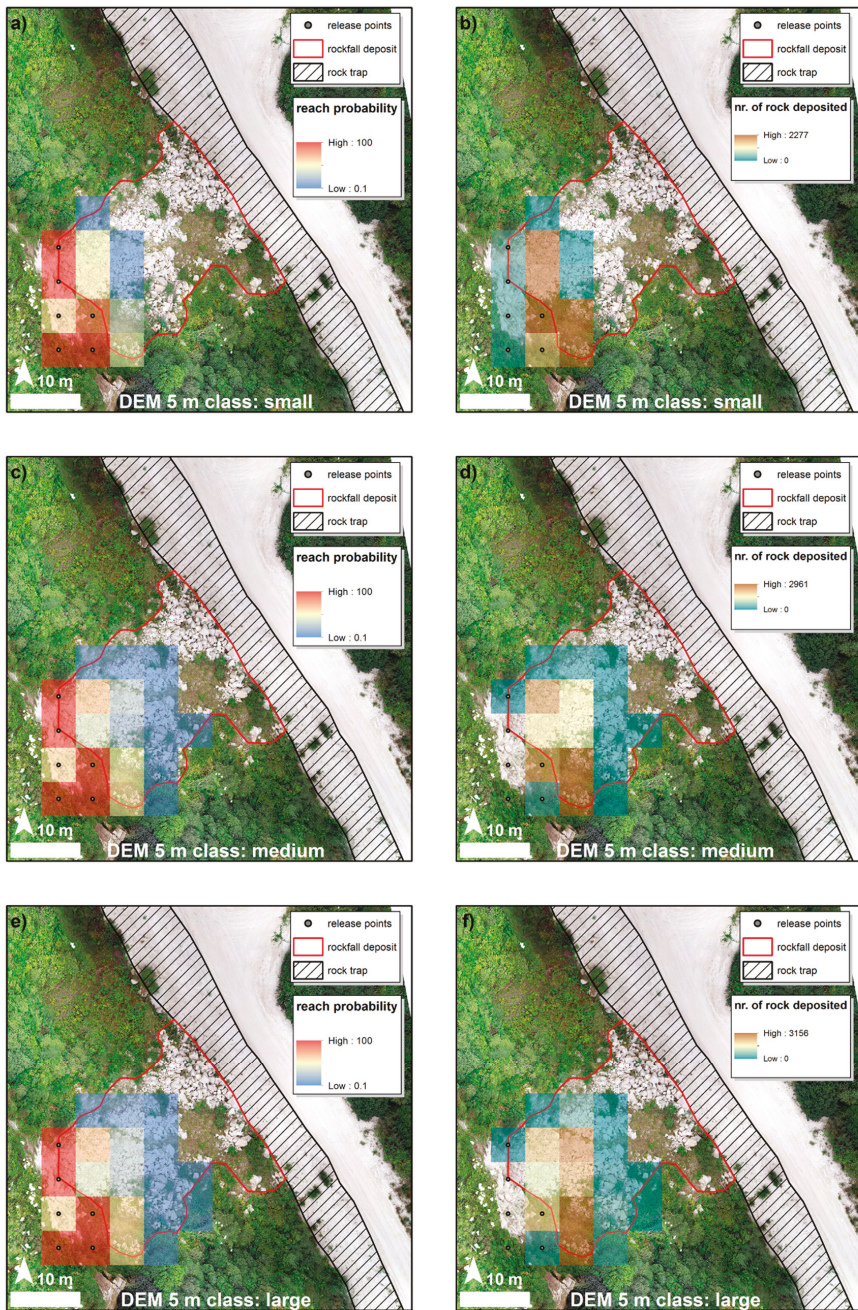 a)
release points
rockfall deposit
rock trap
reach probability
High : 100
Low : 0.1
10 m
DEM 5 m class: small
b)
release points
rockfall deposit
rock trap
nr. of rock deposited
High : 2277
Low : 0
10 m
DEM 5 m class: small
c)
release points
rockfall deposit
rock trap
reach probability
High : 100
Low : 0.1
10 m
DEM 5 m class: medium
d)
release points
rockfall deposit
rock trap
nr. of rock deposited
High : 2961
Low : 0
10 m
DEM 5 m class: medium
e)
release points
rockfall deposit
rock trap
reach probability
High : 100
Low : 0.1
10 m
DEM 5 m class: large
f)
release points
rockfall deposit
rock trap
nr. of rock deposited
High : 3156
Low : 0
10 m
DEM 5 m class: large